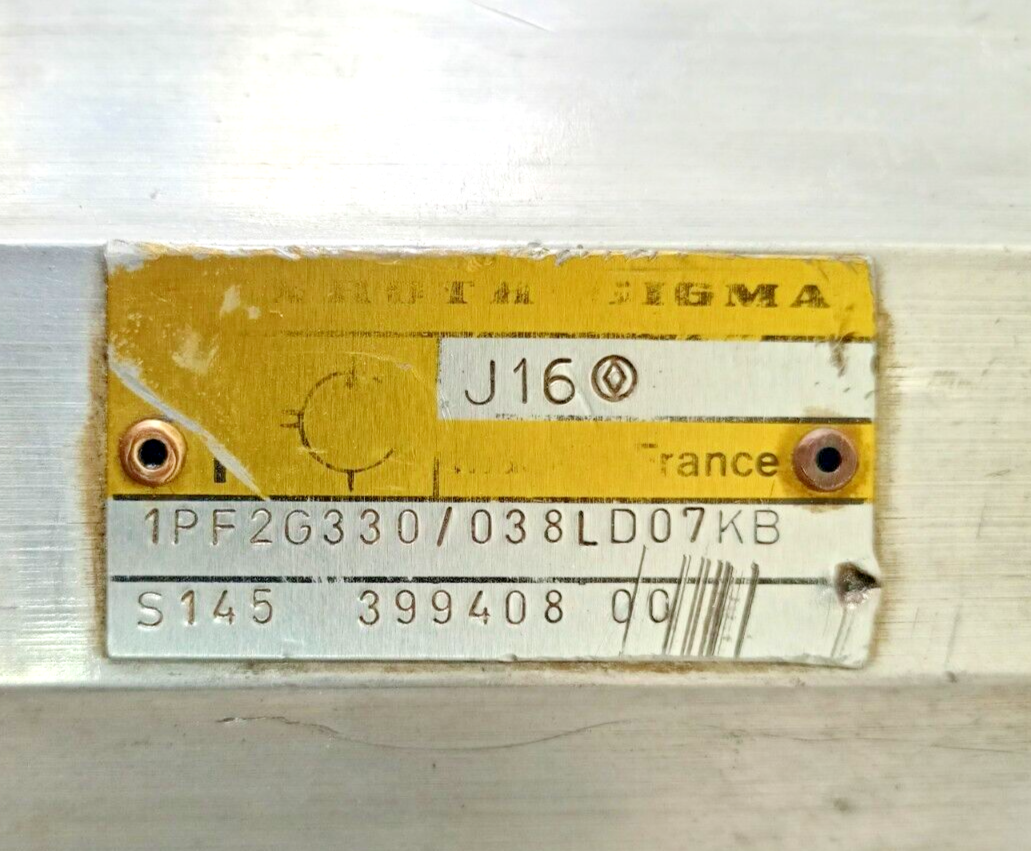 SIGMA
J16
France
1PF2G330/038LD07KB
S145 399408 00